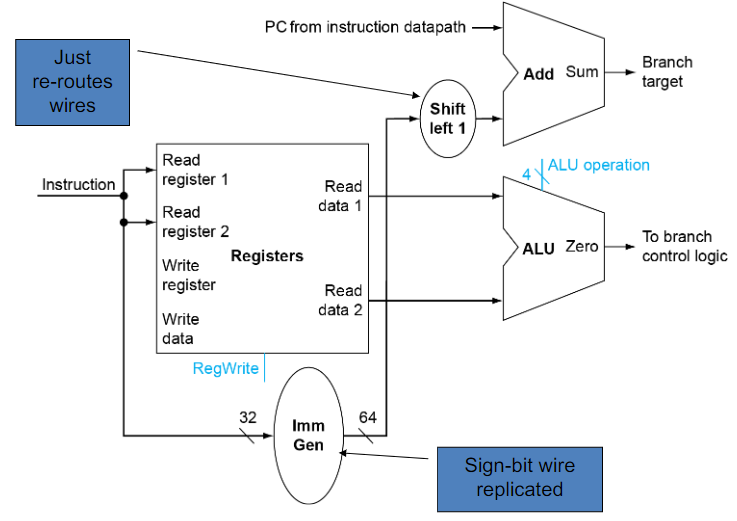 PC from instruction datapath
Just
re-routes
wires
Add
Sum
Branch
target
Shift
left 1
Read
register 1
Instruction
Read
data 1
4
ALU operation
Read
register 2
Registers
Write
register
ALU
Zero
To branch
control logic
Read
data 2
Write
data
RegWrite
32
Imm
Gen
64
Sign-bit wire
replicated